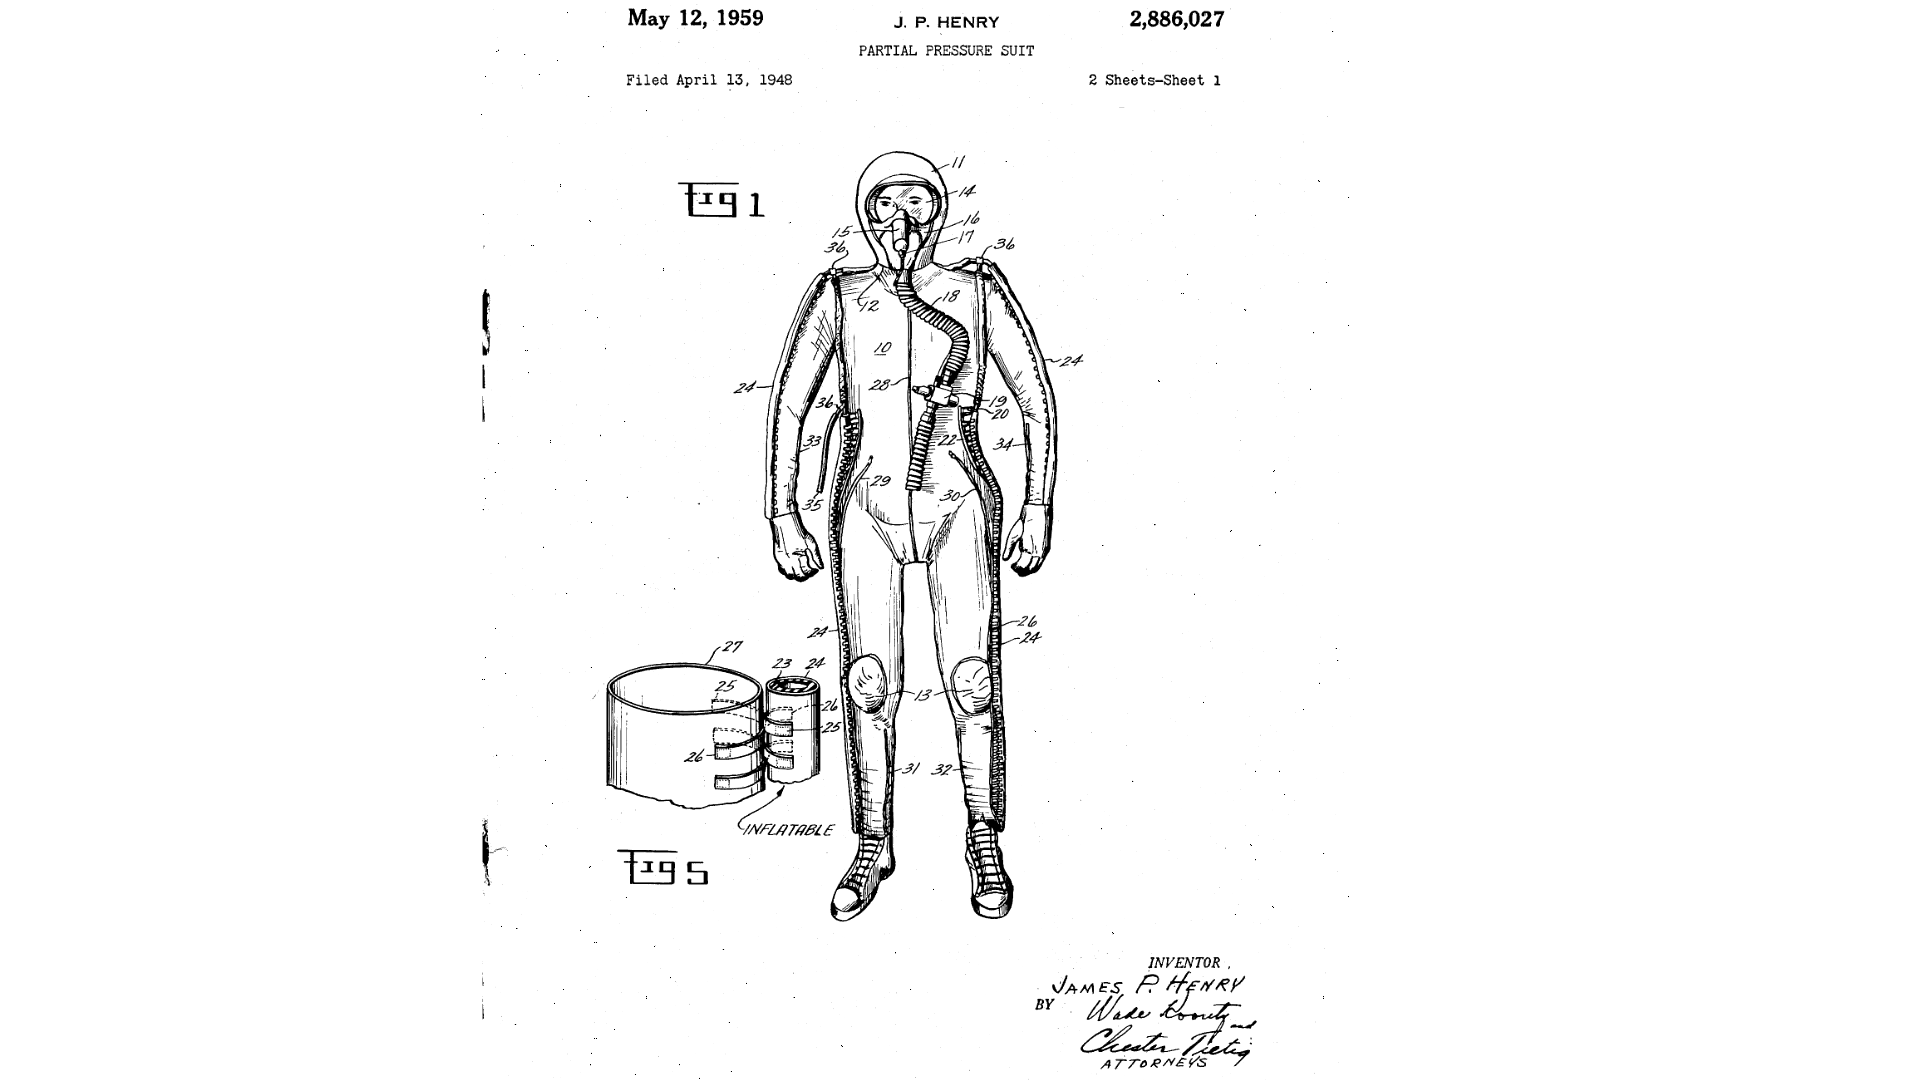 May 12, 1959
J. P. HENRY
2,886,027
PARTIAL PRESSURE SUIT
Filed April 13, 1948
2 Sheets-Sheet 1
Fig 1
11
14
15
16
17
36
36
12
18
10
24
24
28
36
19
20
33
22
34
29
30
35
24
26
24
27
23
24
25
13
26
25
26
31
32
INFLATABLE
Fig 5
INVENTOR
JAMES P. HENRY
BY Wade Koontz
and
Chester Tietig
ATTORNEYS